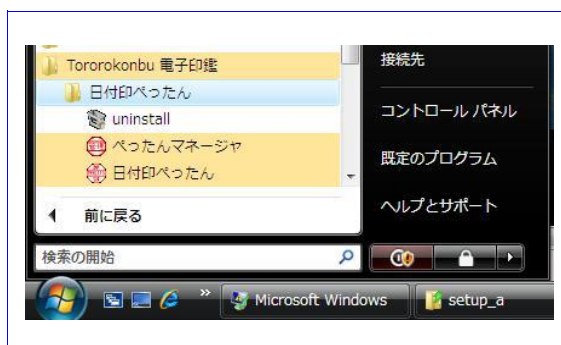 Tororokonbu 電子印鑑
日付印ぺったん
uninstall
ぺったんマネージャ
日付印ぺったん
前に戻る
検索の開始
接続先
コントロール パネル
既定のプログラム
ヘルプとサポート
»
Microsoft Windows
setup_a